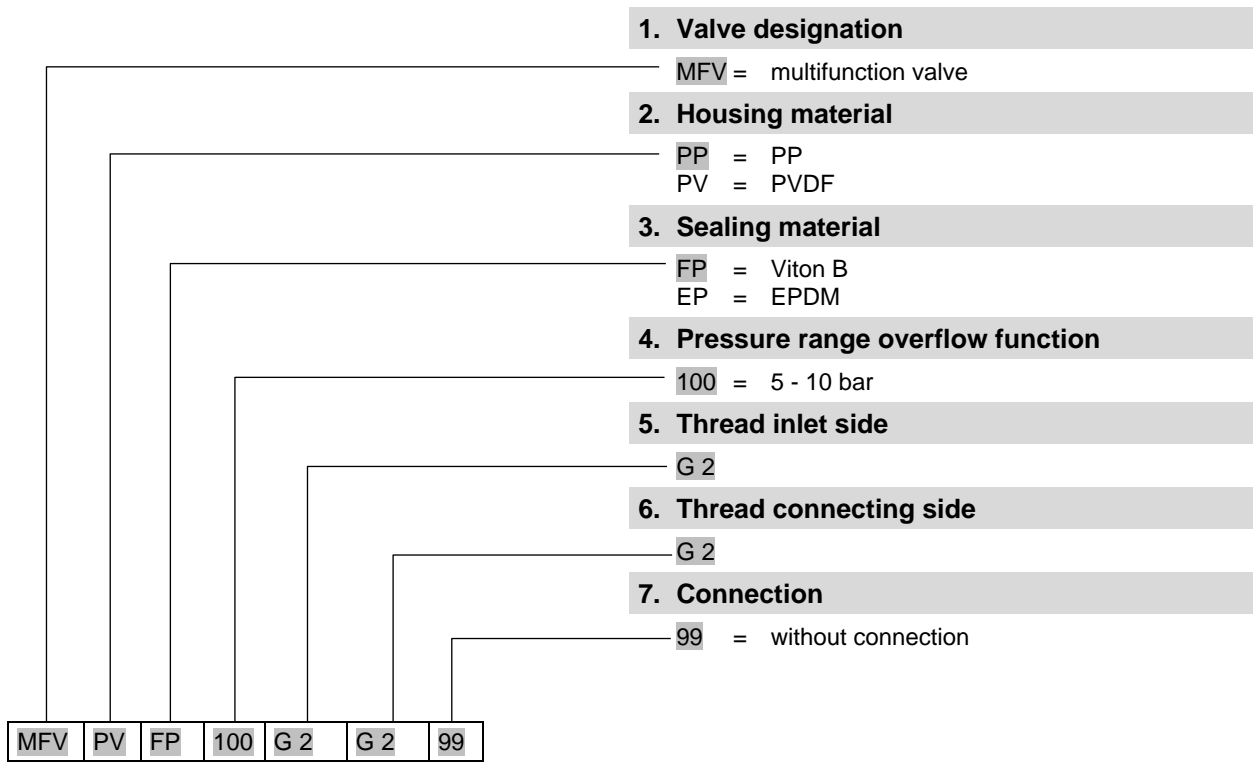 1. Valve designation
MFV = multifunction valve
2. Housing material
PP = PP
PV = PVDF
3. Sealing material
FP = Viton B
EP = EPDM
4. Pressure range overflow function
100 = 5 - 10 bar
5. Thread inlet side
G 2
6. Thread connecting side
G 2
7. Connection
99 = without connection
MFV PV FP 100 G 2 G 2 99